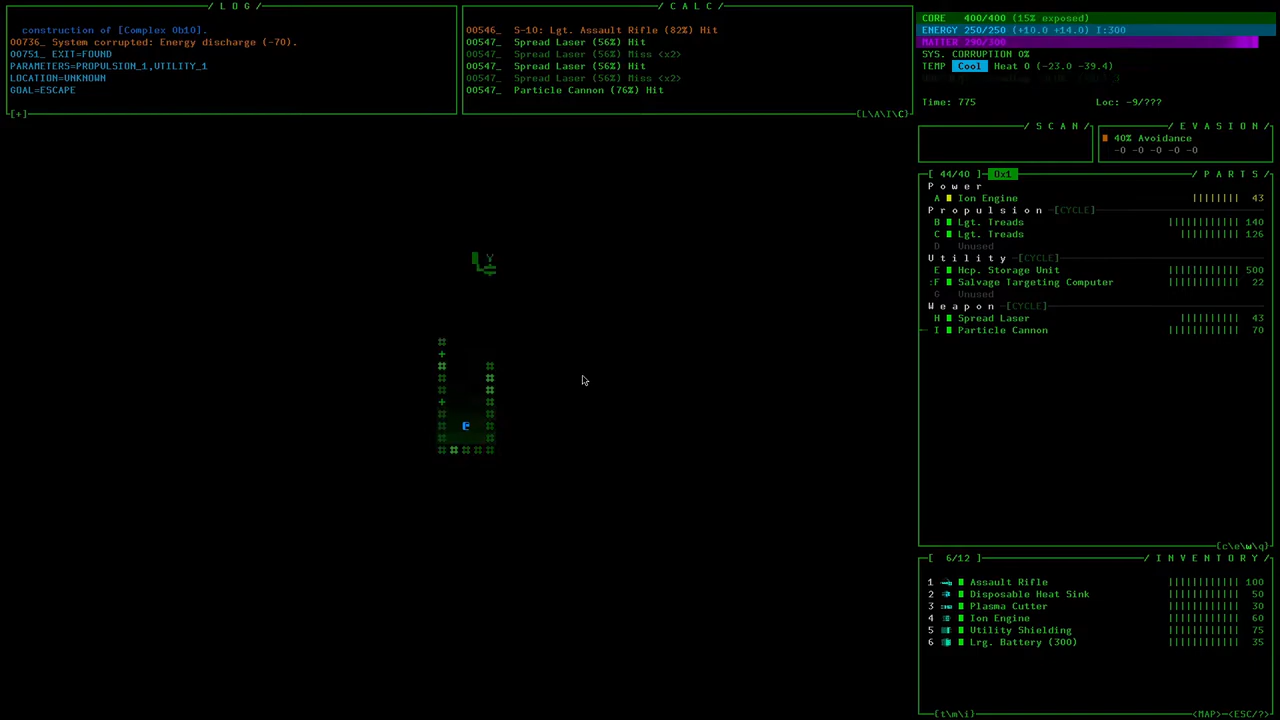 / L O G /
construction of [Complex 0b10].
00736_ System corrupted: Energy discharge (-70).
00751_ EXIT=FOUND
PARAMETERS=PROPULSION_1,UTILITY_1
LOCATION=UNKNOWN
GOAL=ESCAPE
[+]
/ C A L C /
00546_ S-10: Lgt. Assault Rifle (82%) Hit
00547_ Spread Laser (56%) Hit
00547_ Spread Laser (56%) Miss <x2>
00547_ Spread Laser (56%) Hit
00547_ Spread Laser (56%) Miss <x2>
00547_ Particle Cannon (76%) Hit
(L\A\I\C)
CORE 400/400 (15% exposed)
ENERGY 250/250 (+10.0 +14.0) I:300
MATTER 290/300
SYS. CORRUPTION 0%
TEMP Cool Heat 0 (-23.0 -39.4)
Time: 775 Loc: -9/???
/ S C A N /
/ E V A S I O N /
40% Avoidance
-0 -0 -0 -0 -0
[ 44/40 ] 0x1 / P A R T S /
P o w e r
A Ion Engine 43
P r o p u l s i o n [CYCLE]
B Lgt. Treads 140
C Lgt. Treads 126
D Unused
U t i l i t y [CYCLE]
E Hcp. Storage Unit 500
:F Salvage Targeting Computer 22
G Unused
W e a p o n [CYCLE]
H Spread Laser 43
I Particle Cannon 70
[c\e\w\q]
[ 6/12 ] / I N V E N T O R Y /
1 Assault Rifle 100
2 Disposable Heat Sink 50
3 Plasma Cutter 30
4 Ion Engine 60
5 Utility Shielding 75
6 Lrg. Battery (300) 35
[t\m\i] <MAP> <ESC/?>